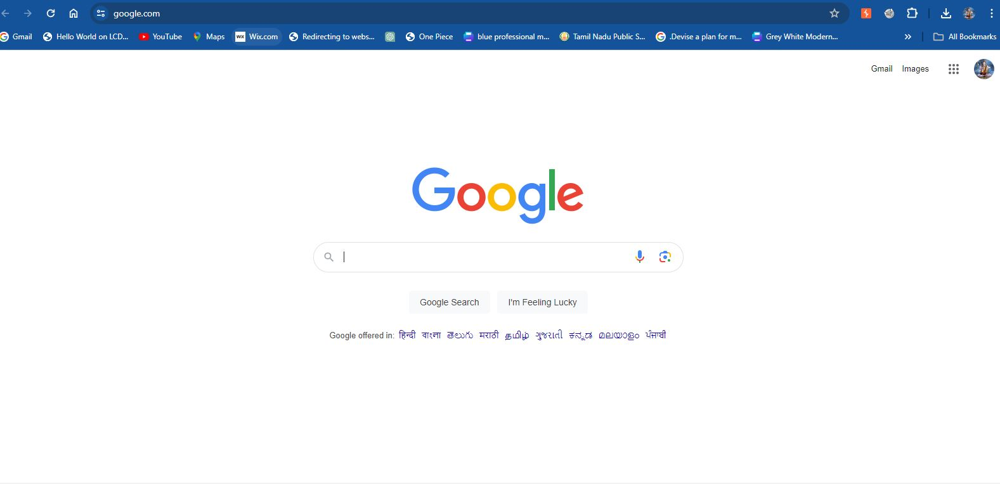 google.com
Gmail Hello World on LCD... YouTube Maps WiX Wix.com Redirecting to webs... One Piece blue professional m... Tamil Nadu Public S... .Devise a plan for m... Grey White Modern... All Bookmarks
Gmail Images
Google
Google Search I'm Feeling Lucky
Google offered in: हिन्दी বাংলা తెలుగు मराठी தமிழ் ગુજરાતી ಕನ್ನಡ മലയാളം ਪੰਜਾਬੀ